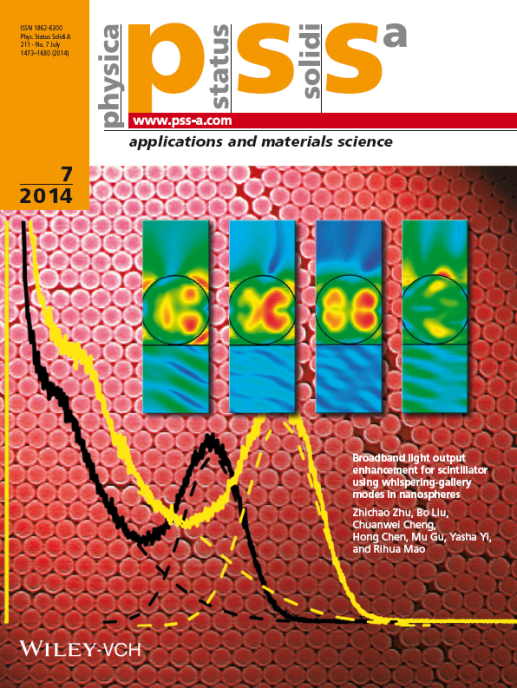 ISSN 1862-6300
Phys. Status Solidi A
211 · No. 7 July
1473–1680 (2014)
physica
status
solidi
pssa
www.pss-a.com
applications and materials science
7
2014
Broadband light output
enhancement for scintillator
using whispering-gallery
modes in nanospheres
Zhichao Zhu, Bo Liu,
Chuanwei Cheng,
Hong Chen, Mu Gu, Yasha Yi,
and Rihua Mao
WILEY-VCH